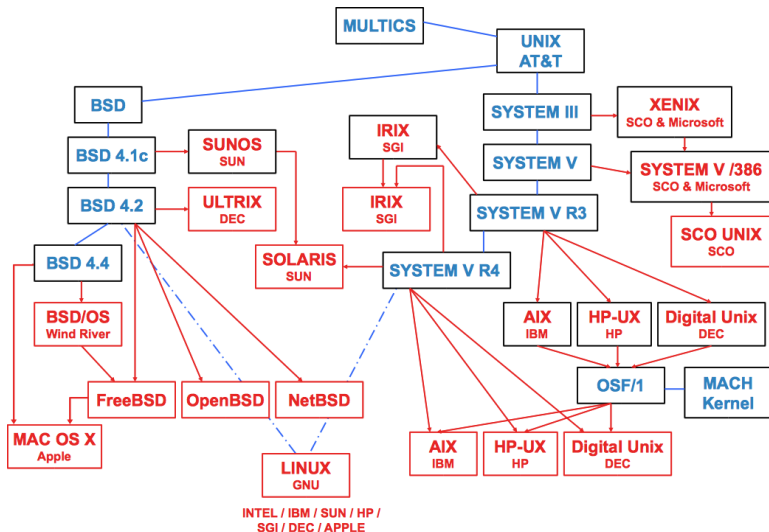 MULTICS
UNIX
AT&T
BSD
SYSTEM III
XENIX
SCO & Microsoft
BSD 4.1c
SUNOS
SUN
IRIX
SGI
SYSTEM V
SYSTEM V /386
SCO & Microsoft
BSD 4.2
ULTRIX
DEC
IRIX
SGI
SYSTEM V R3
SCO UNIX
SCO
BSD 4.4
SOLARIS
SUN
SYSTEM V R4
BSD/OS
Wind River
AIX
IBM
HP-UX
HP
Digital Unix
DEC
FreeBSD
OpenBSD
NetBSD
OSF/1
MACH
Kernel
MAC OS X
Apple
LINUX
GNU
AIX
IBM
HP-UX
HP
Digital Unix
DEC
INTEL / IBM / SUN / HP /
SGI / DEC / APPLE